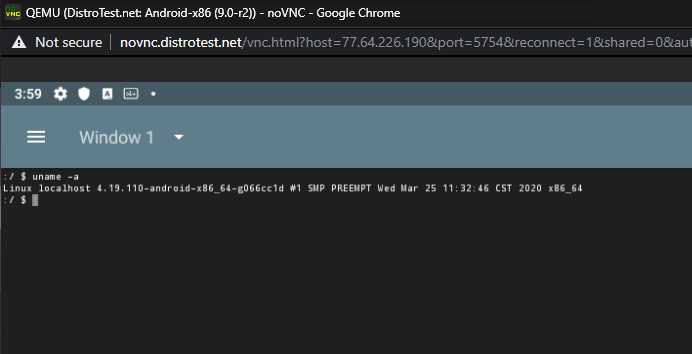 QEMU (DistroTest.net: Android-x86 (9.0-r2)) - noVNC - Google Chrome
Not secure | novnc.distrotest.net/vnc.html?host=77.64.226.190&port=5754&reconnect=1&shared=0&aut
3:59
Window 1
:/ $ uname -a
Linux localhost 4.19.110-android-x86_64-g066cc1d #1 SMP PREEMPT Wed Mar 25 11:32:46 CST 2020 x86_64
:/ $